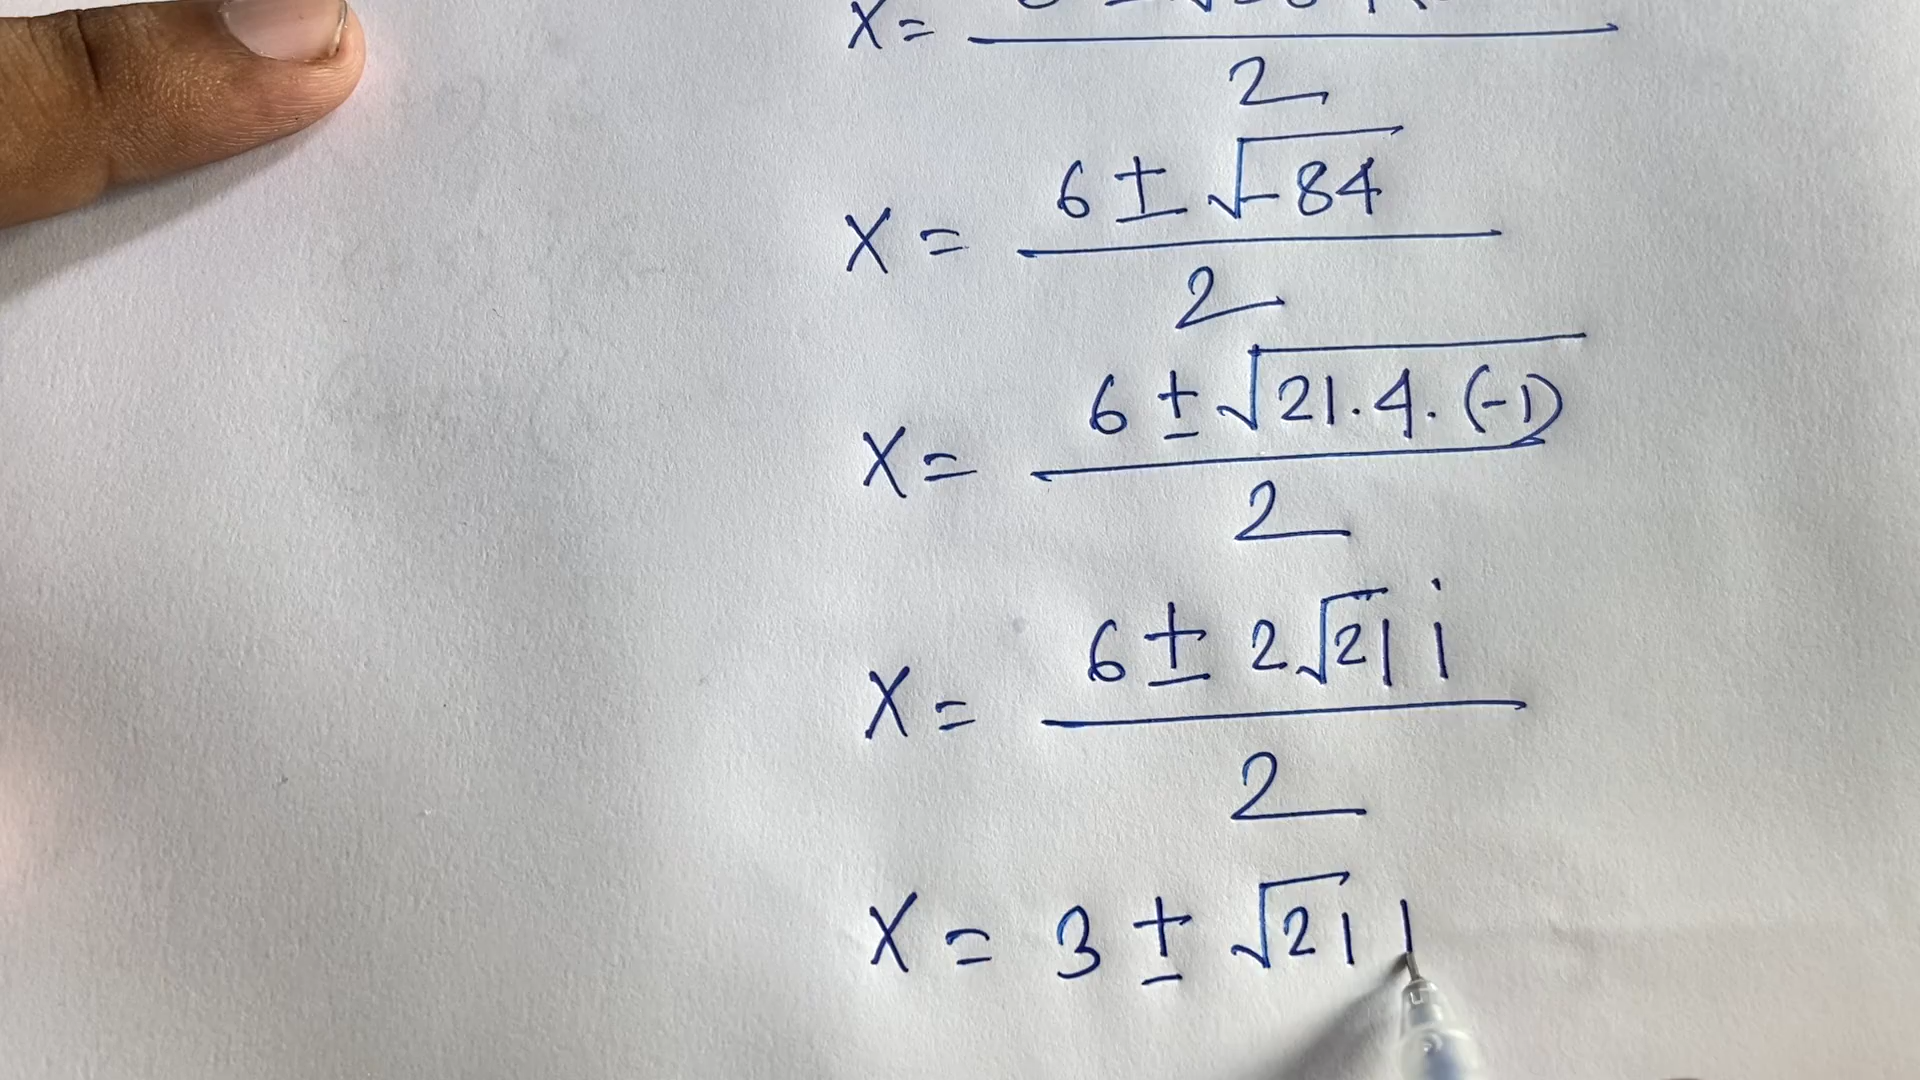 X =
2
X = 6 ± √-84
2
X = 6 ± √21.4.(-1)
2
X = 6 ± 2√21 i
2
X = 3 ± √21 i